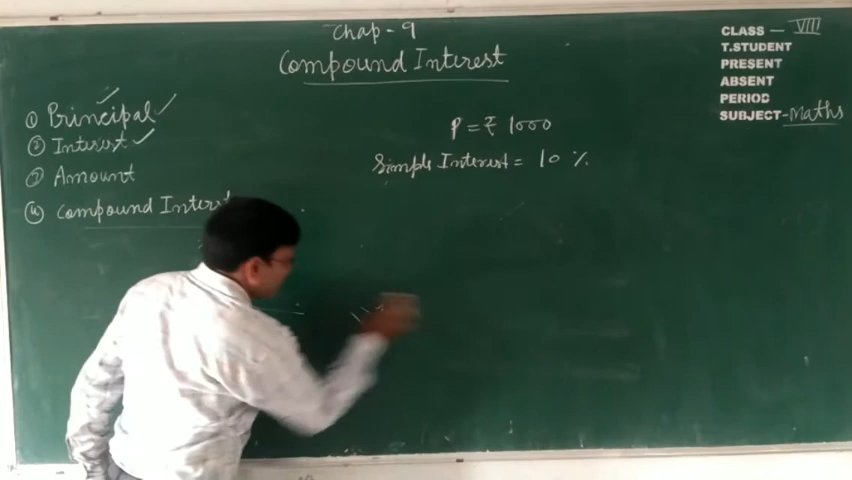 Chap - 9
Compound Interest
① Principal
② Interest
③ Amount
④ Compound Interest
P = ₹ 1000
Simple Interest = 10 %
CLASS — VIII
T.STUDENT
PRESENT
ABSENT
PERIOD
SUBJECT - Maths